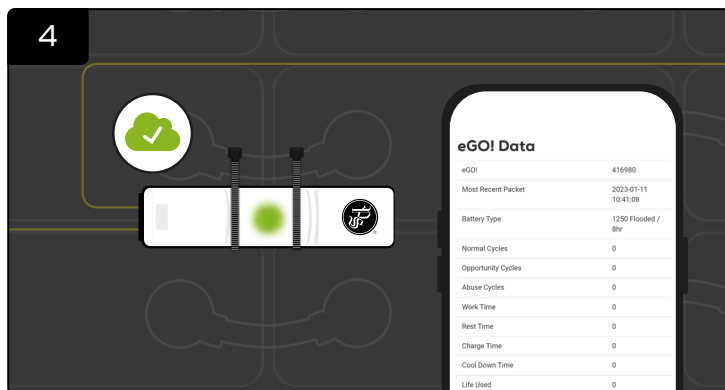 4
eGO! Data
eGO! 416980
Most Recent Packet 2023-01-11
10:41:08
Battery Type 1250 Flooded /
8hr
Normal Cycles 0
Opportunity Cycles 0
Abuse Cycles 0
Work Time 0
Rest Time 0
Charge Time 0
Cool Down Time 0
Life Used 0